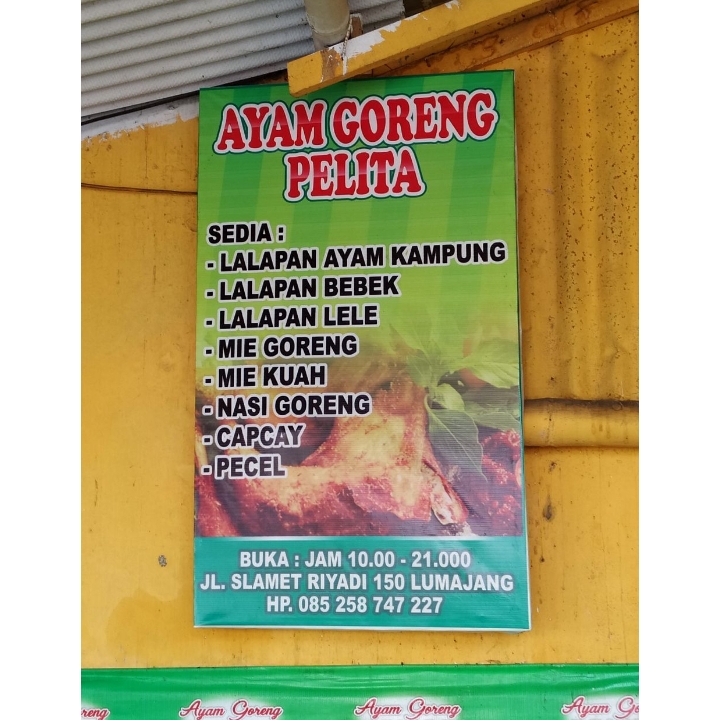 AYAM GORENG
PELITA
SEDIA :
- LALAPAN AYAM KAMPUNG
- LALAPAN BEBEK
- LALAPAN LELE
- MIE GORENG
- MIE KUAH
- NASI GORENG
- CAPCAY
- PECEL
BUKA : JAM 10.00 - 21.000
JL. SLAMET RIYADI 150 LUMAJANG
HP. 085 258 747 227
Ayam Goreng Ayam Goreng Ayam